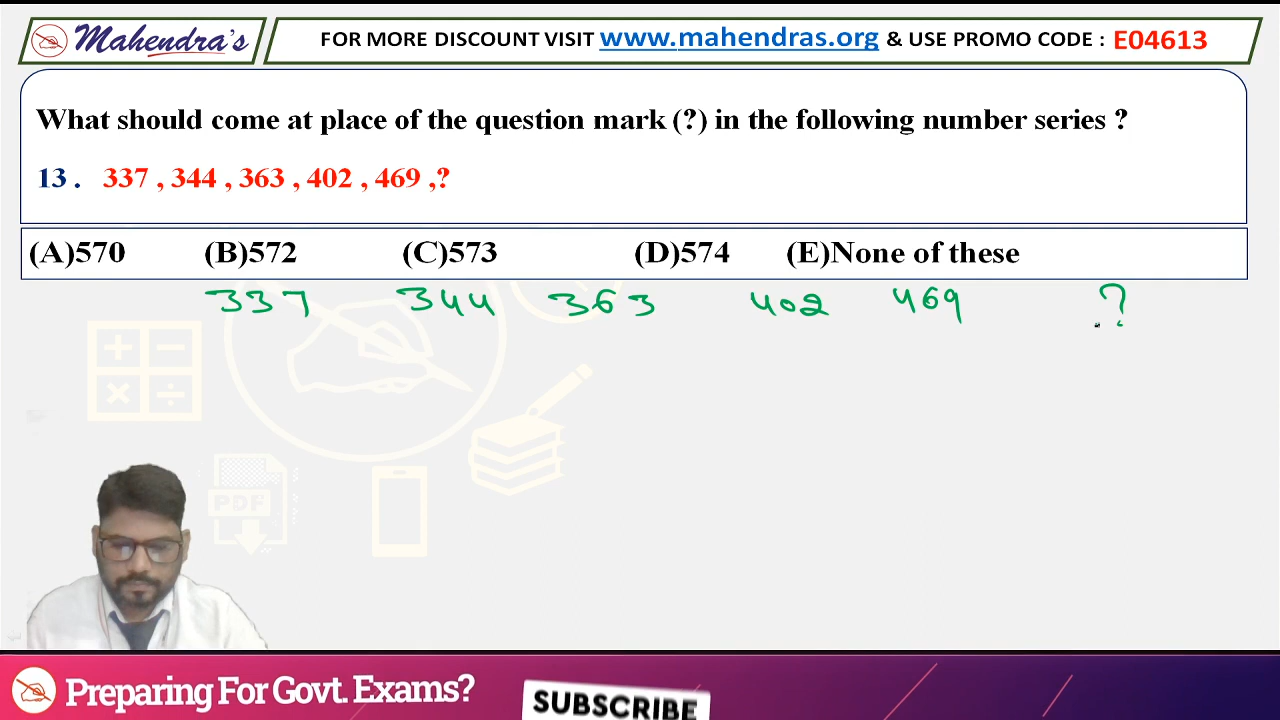 Mahendra's
FOR MORE DISCOUNT VISIT www.mahendras.org & USE PROMO CODE : E04613
What should come at place of the question mark (?) in the following number series ?
13 . 337 , 344 , 363 , 402 , 469 ,?
(A)570 (B)572 (C)573 (D)574 (E)None of these
337 344 363 402 469 ?
PDF
Preparing For Govt. Exams?
SUBSCRIBE